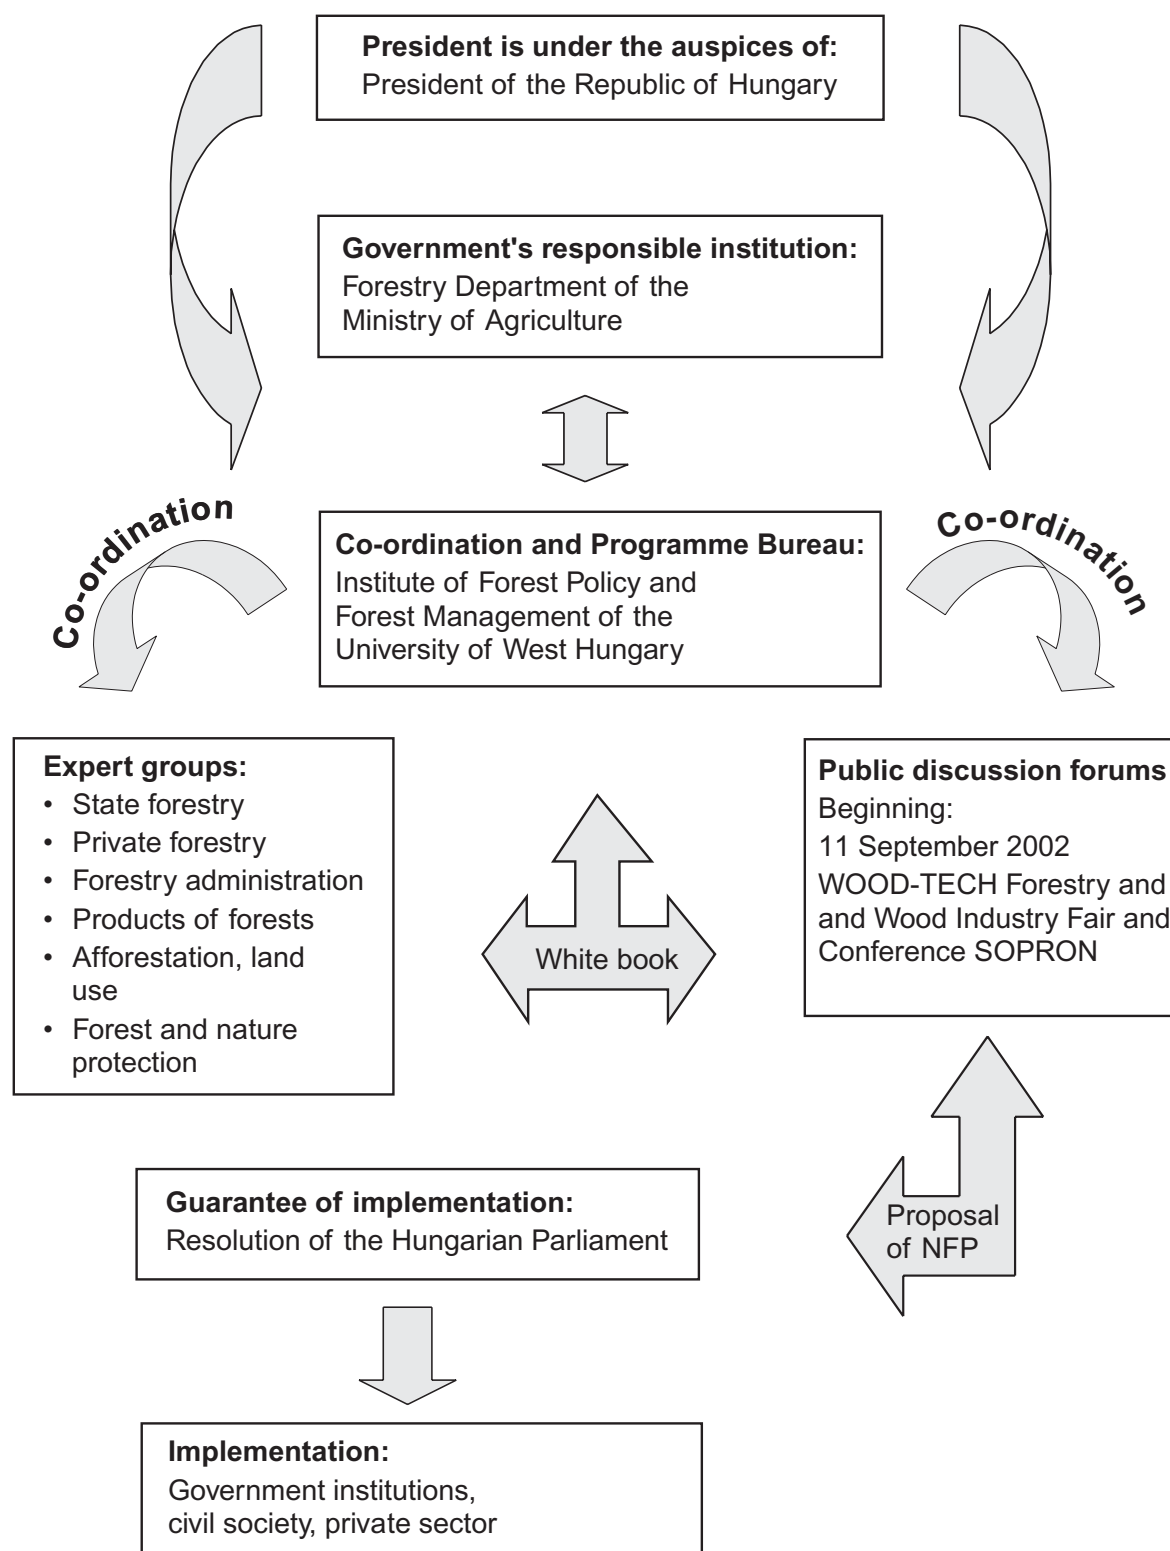 President is under the auspices of:
President of the Republic of Hungary
Government's responsible institution:
Forestry Department of the
Ministry of Agriculture
Co-ordination
Co-ordination and Programme Bureau:
Institute of Forest Policy and
Forest Management of the
University of West Hungary
Co-ordination
Expert groups:
• State forestry
• Private forestry
• Forestry administration
• Products of forests
• Afforestation, land
use
• Forest and nature
protection
White book
Public discussion forums
Beginning:
11 September 2002
WOOD-TECH Forestry and
and Wood Industry Fair and
Conference SOPRON
Proposal
of NFP
Guarantee of implementation:
Resolution of the Hungarian Parliament
Implementation:
Government institutions,
civil society, private sector